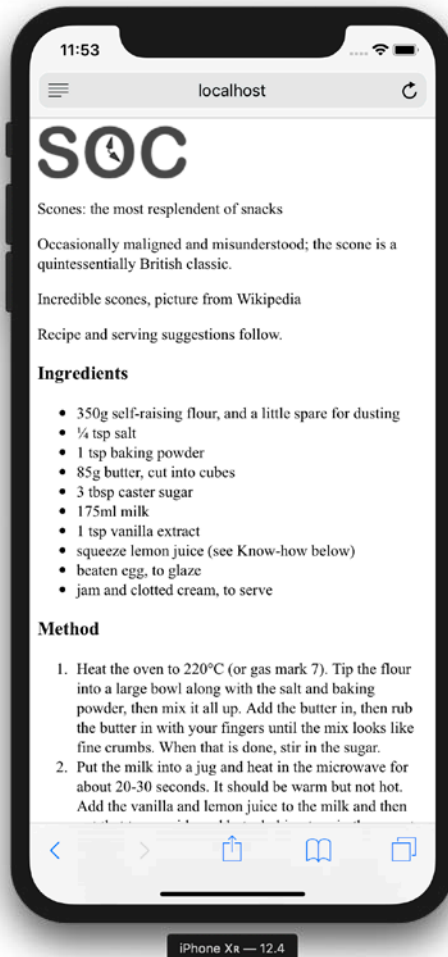 11:53
localhost
SOC
Scones: the most resplendent of snacks
Occasionally maligned and misunderstood; the scone is a
quintessentially British classic.
Incredible scones, picture from Wikipedia
Recipe and serving suggestions follow.
Ingredients
• 350g self-raising flour, and a little spare for dusting
• ¼ tsp salt
• 1 tsp baking powder
• 85g butter, cut into cubes
• 3 tbsp caster sugar
• 175ml milk
• 1 tsp vanilla extract
• squeeze lemon juice (see Know-how below)
• beaten egg, to glaze
• jam and clotted cream, to serve
Method
1. Heat the oven to 220°C (or gas mark 7). Tip the flour
into a large bowl along with the salt and baking
powder, then mix it all up. Add the butter in, then rub
the butter in with your fingers until the mix looks like
fine crumbs. When that is done, stir in the sugar.
2. Put the milk into a jug and heat in the microwave for
about 20-30 seconds. It should be warm but not hot.
Add the vanilla and lemon juice to the milk and then
iPhone XR — 12.4